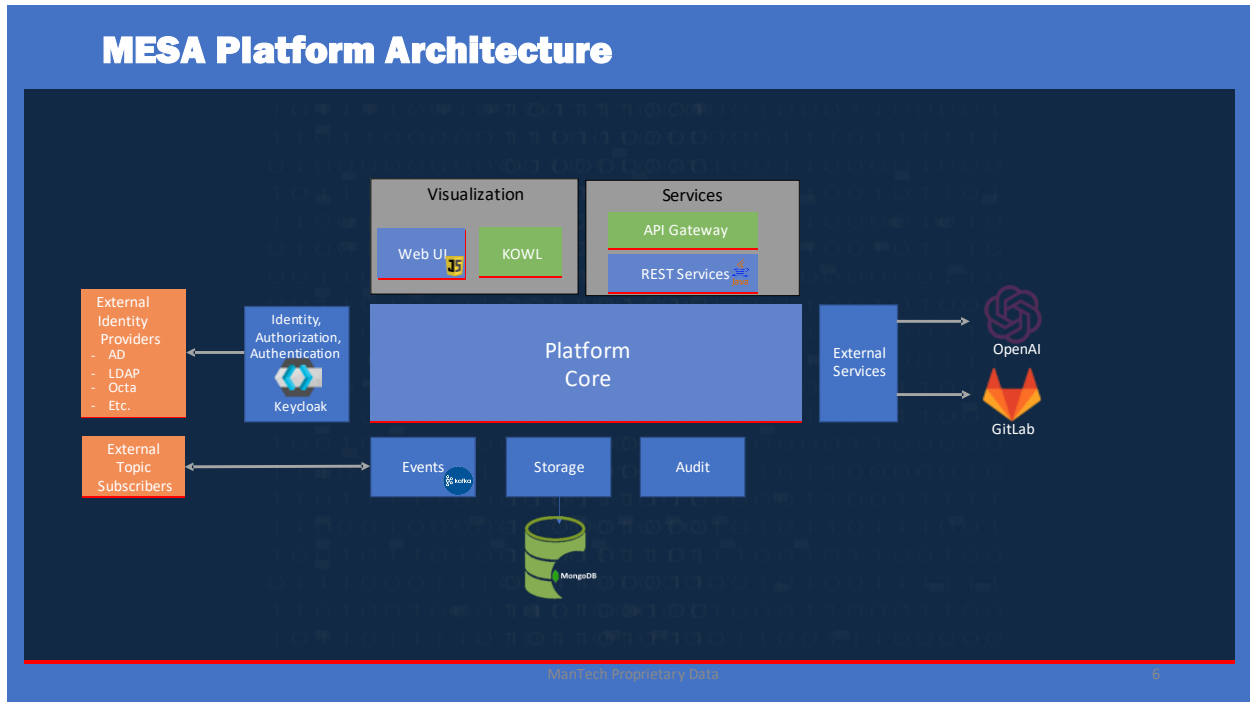 MESA Platform Architecture
Visualization
Services
API Gateway
Web UI
JS
KOWL
REST Services
External
Identity
Providers
- AD
- LDAP
- Octa
- Etc.
Identity,
Authorization,
Authentication
Keycloak
Platform
Core
External
Services
OpenAI
GitLab
External
Topic
Subscribers
Events
kafka
Storage
Audit
MongoDB
ManTech Proprietary Data
6